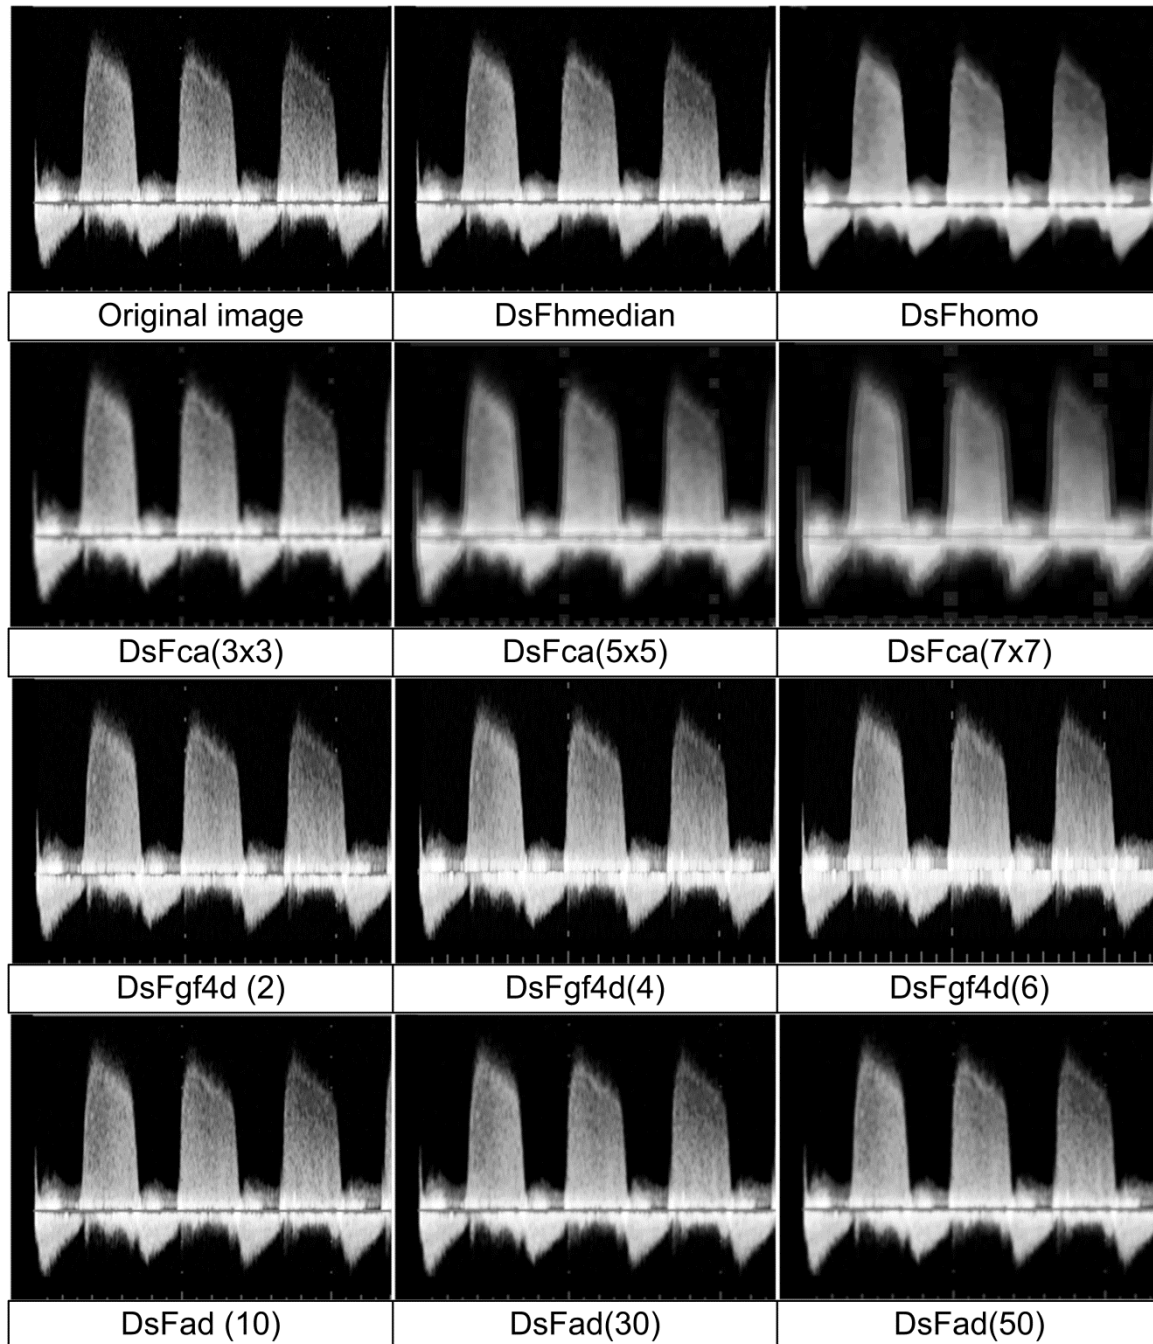 Original image
DsFhmedian
DsFhomo
DsFca(3x3)
DsFca(5x5)
DsFca(7x7)
DsFgf4d (2)
DsFgf4d(4)
DsFgf4d(6)
DsFad (10)
DsFad(30)
DsFad(50)